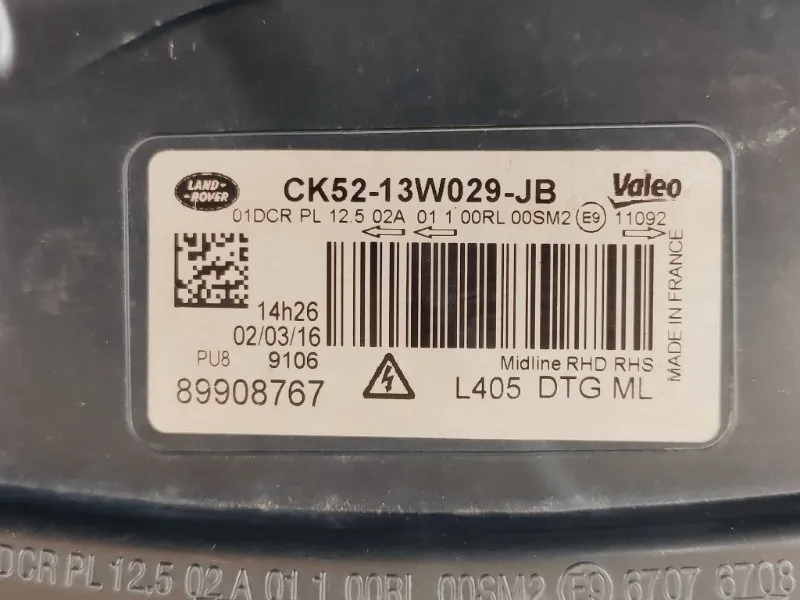 LAND-
-ROVER
CK52-13W029-JB
Valeo
01DCR PL 12.5 02A 01 1 00RL 00SM2 E9 11092
14h26
02/03/16
PU8 9106
89908767
Midline RHD RHS
L405 DTG ML
MADE IN FRANCE
DCR PL 12.5 02 A 01 1 00RL 00SM2 E9 6707 6708